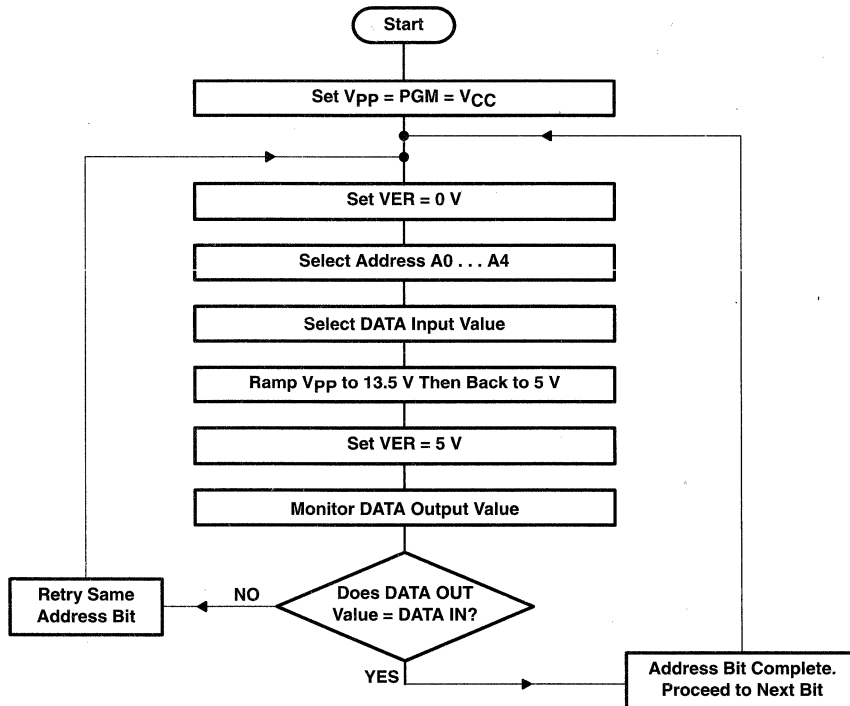 Start
Set VPP = PGM = VCC
Set VER = 0 V
Select Address A0 . . . A4
Select DATA Input Value
Ramp VPP to 13.5 V Then Back to 5 V
Set VER = 5 V
Monitor DATA Output Value
Does DATA OUT
Value = DATA IN?
NO
Retry Same
Address Bit
YES
Address Bit Complete.
Proceed to Next Bit